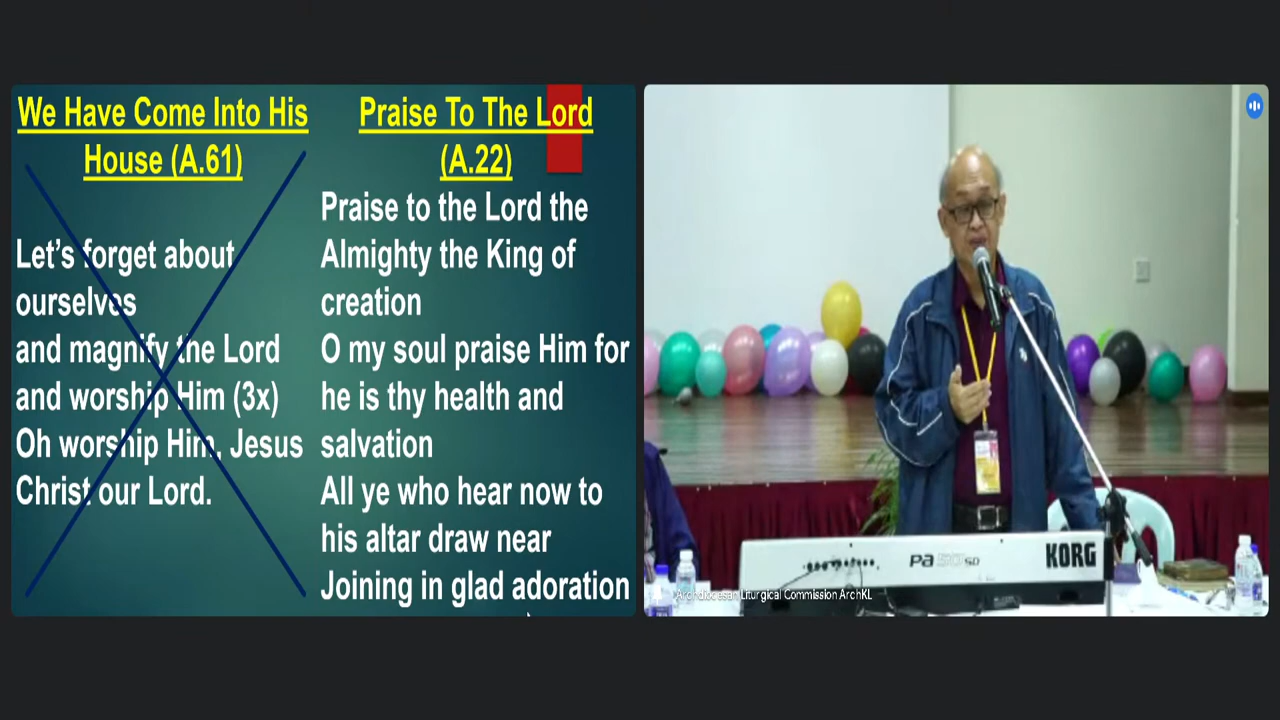 We Have Come Into His
House (A.61)
Let's forget about
ourselves
and magnify the Lord
and worship Him (3x)
Oh worship Him, Jesus
Christ our Lord.
Praise To The Lord
(A.22)
Praise to the Lord the
Almighty the King of
creation
O my soul praise Him for
he is thy health and
salvation
All ye who hear now to
his altar draw near
Joining in glad adoration
Pa SD
KORG
Archdiocesan Liturgical Commission ArchKL